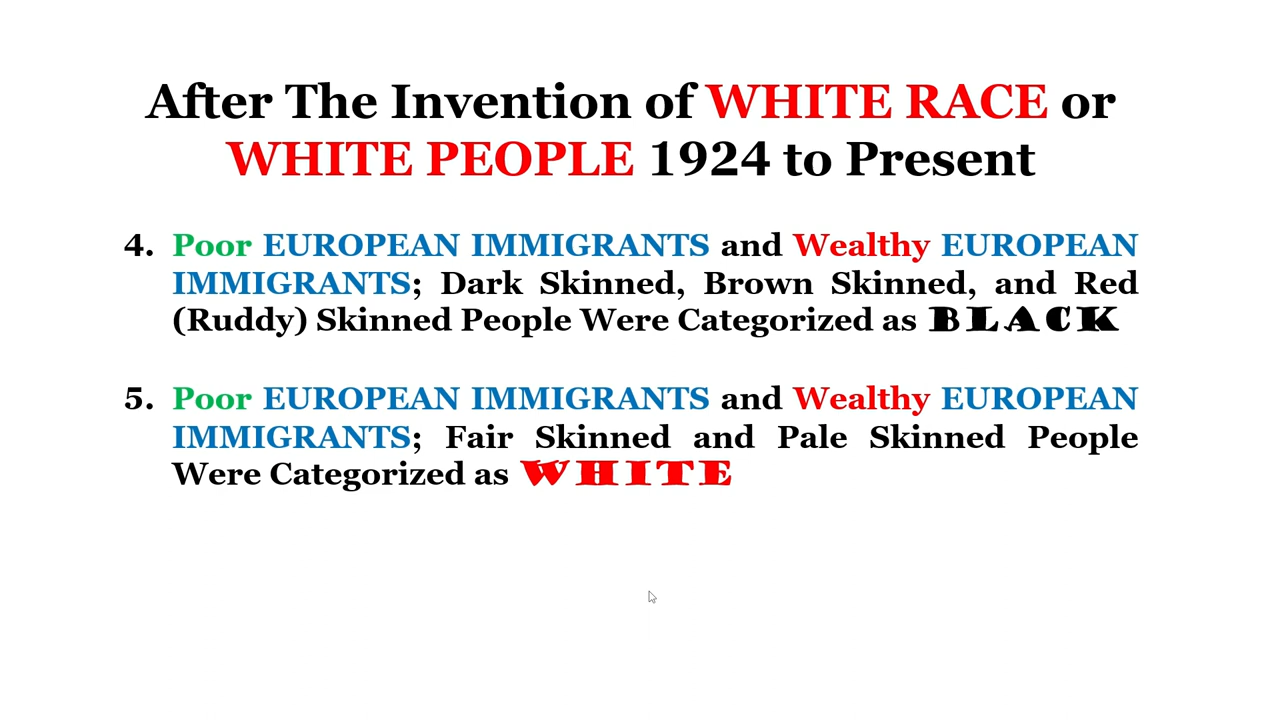 After The Invention of WHITE RACE or
WHITE PEOPLE 1924 to Present
4. Poor EUROPEAN IMMIGRANTS and Wealthy EUROPEAN
IMMIGRANTS; Dark Skinned, Brown Skinned, and Red
(Ruddy) Skinned People Were Categorized as BLACK
5. Poor EUROPEAN IMMIGRANTS and Wealthy EUROPEAN
IMMIGRANTS; Fair Skinned and Pale Skinned People
Were Categorized as WHITE